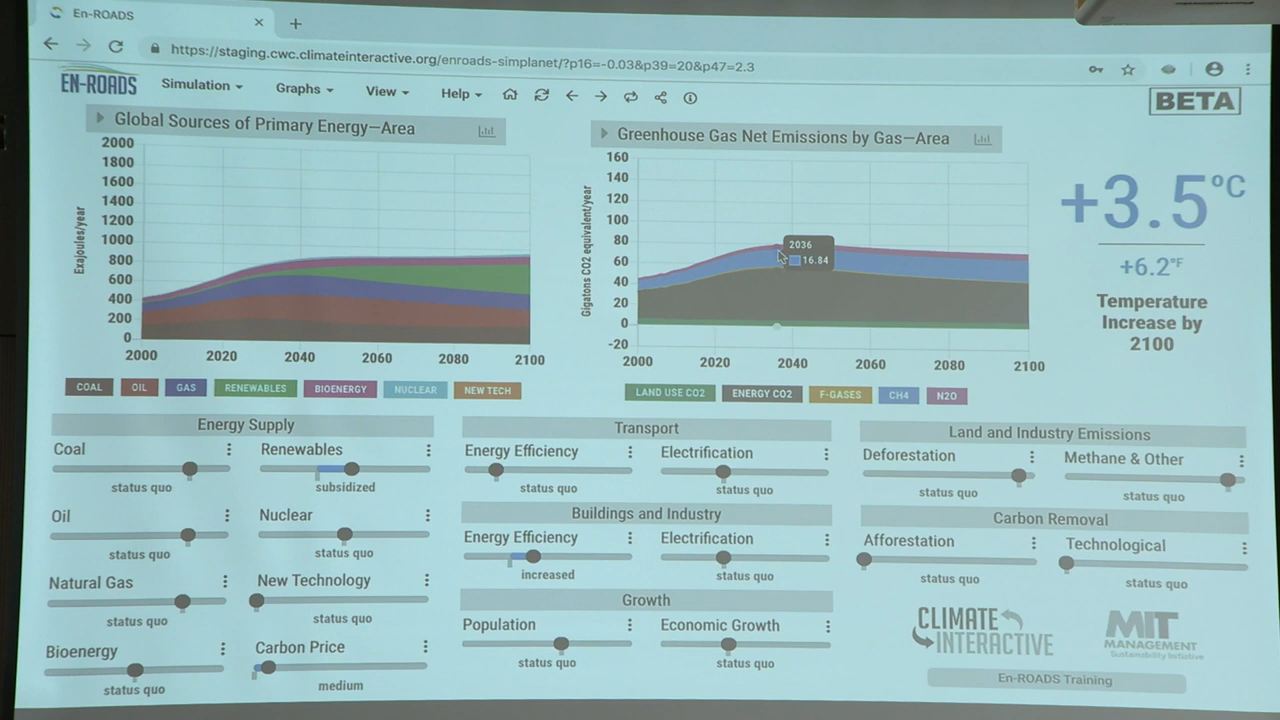 En-ROADS
https://staging.cwc.climateinteractive.org/enroads-simplanet/?p16=-0.03&p39=20&p47=2.3
EN-ROADS Simulation Graphs View Help
BETA
Global Sources of Primary Energy—Area
Exajoules/year
2000
1800
1600
1400
1200
1000
800
600
400
200
0
2000 2020 2040 2060 2080 2100
COAL OIL GAS RENEWABLES BIOENERGY NUCLEAR NEW TECH
Greenhouse Gas Net Emissions by Gas—Area
Gigatons CO2 equivalent/year
160
140
120
100
80
60
40
20
0
-20
2036
16.84
2000 2020 2040 2060 2080 2100
LAND USE CO2 ENERGY CO2 F-GASES CH4 N2O
+3.5°C
+6.2°F
Temperature
Increase by
2100
Energy Supply
Coal
status quo
Renewables
subsidized
Oil
status quo
Nuclear
status quo
Natural Gas
status quo
New Technology
status quo
Bioenergy
status quo
Carbon Price
medium
Transport
Energy Efficiency
status quo
Electrification
status quo
Buildings and Industry
Energy Efficiency
increased
Electrification
status quo
Growth
Population
status quo
Economic Growth
status quo
Land and Industry Emissions
Deforestation
status quo
Methane & Other
status quo
Carbon Removal
Afforestation
status quo
Technological
status quo
CLIMATE
INTERACTIVE
MIT
MANAGEMENT
Sustainability Initiative
En-ROADS Training